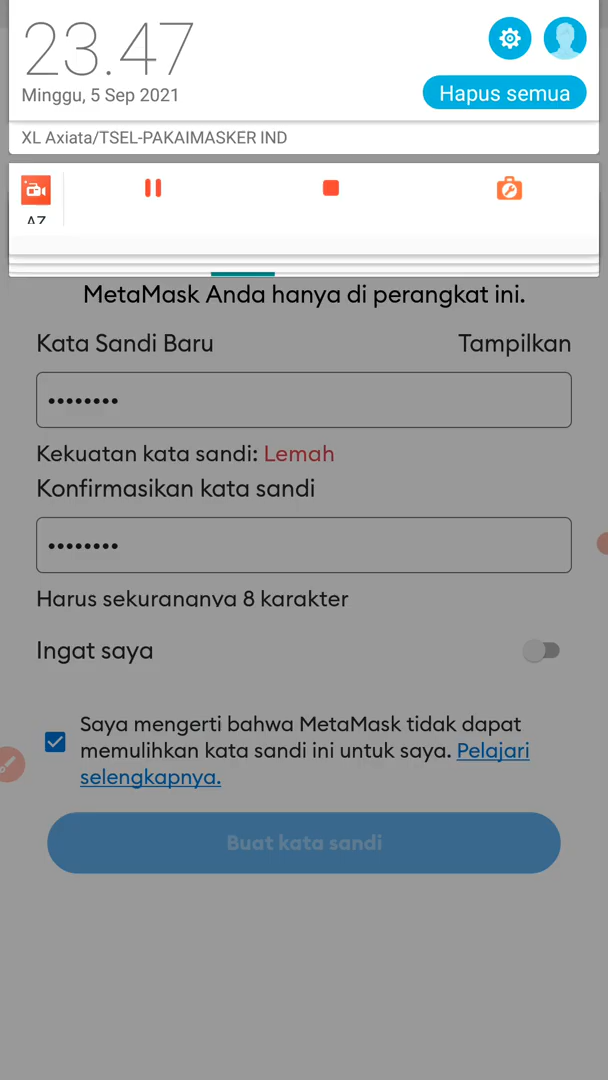 23.47
Minggu, 5 Sep 2021
Hapus semua
XL Axiata/TSEL-PAKAIMASKER IND
AZ
MetaMask Anda hanya di perangkat ini.
Kata Sandi Baru
Tampilkan
••••••••
Kekuatan kata sandi: Lemah
Konfirmasikan kata sandi
••••••••
Harus sekurangnya 8 karakter
Ingat saya
Saya mengerti bahwa MetaMask tidak dapat
memulihkan kata sandi ini untuk saya. Pelajari
selengkapnya.
Buat kata sandi